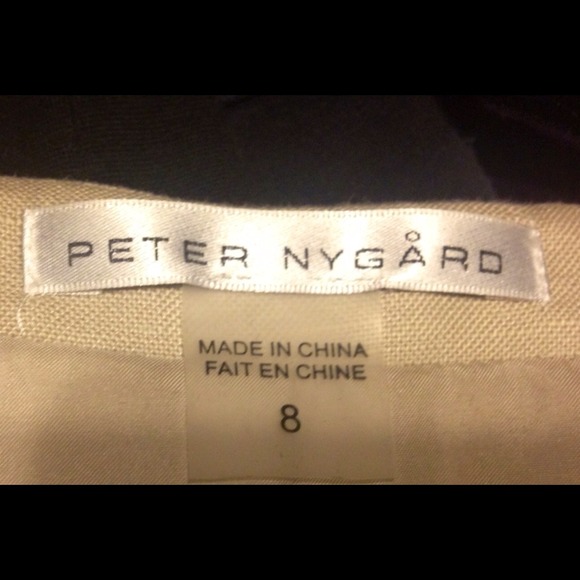 PETER NYGÅRD
MADE IN CHINA
FAIT EN CHINE
8